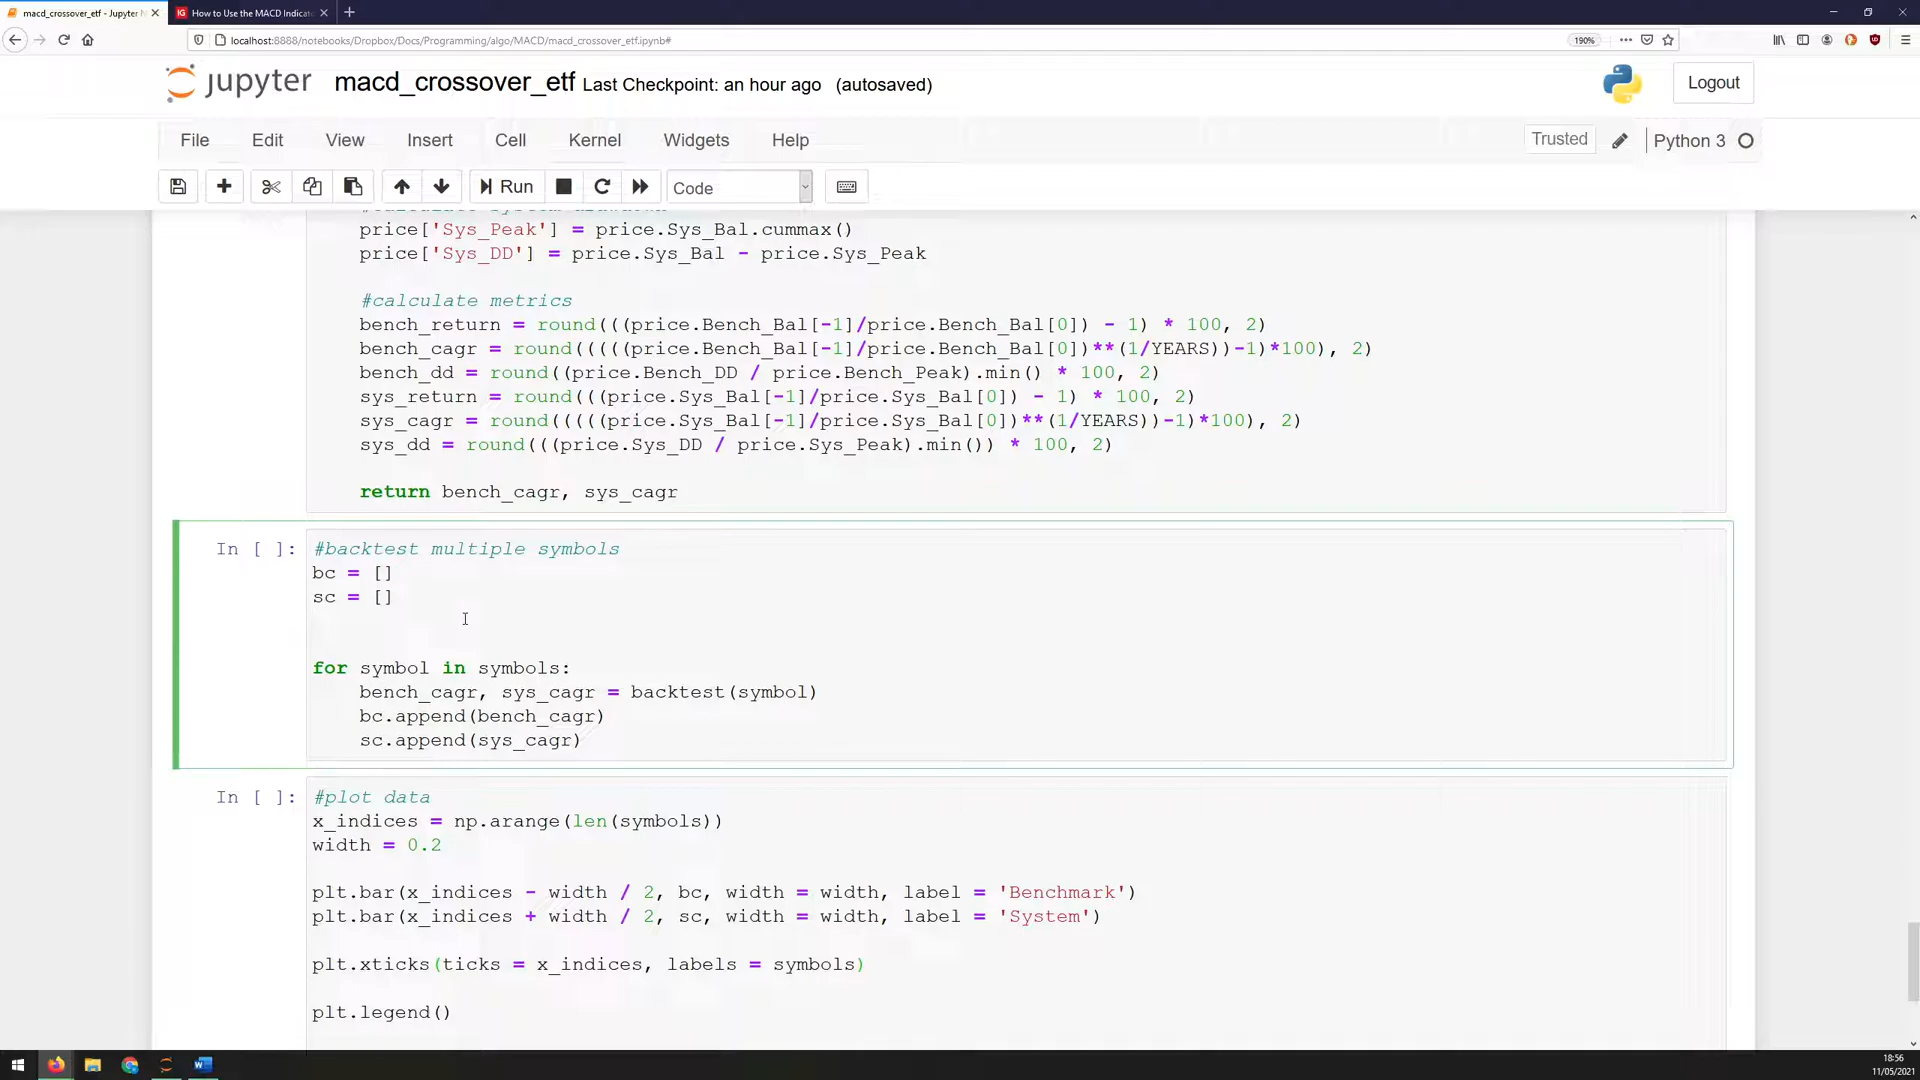 macd_crossover_etf - Jupyter N
How to Use the MACD Indicato
localhost:8888/notebooks/Dropbox/Docs/Programming/algo/MACD/macd_crossover_etf.ipynb#
190%
jupyter macd_crossover_etf Last Checkpoint: an hour ago (autosaved)
Logout
File Edit View Insert Cell Kernel Widgets Help
Trusted
Python 3
Run
Code
price['Sys_Peak'] = price.Sys_Bal.cummax()
price['Sys_DD'] = price.Sys_Bal - price.Sys_Peak
#calculate metrics
bench_return = round(((price.Bench_Bal[-1]/price.Bench_Bal[0]) - 1) * 100, 2)
bench_cagr = round(((((price.Bench_Bal[-1]/price.Bench_Bal[0])**(1/YEARS))-1)*100), 2)
bench_dd = round((price.Bench_DD / price.Bench_Peak).min() * 100, 2)
sys_return = round(((price.Sys_Bal[-1]/price.Sys_Bal[0]) - 1) * 100, 2)
sys_cagr = round(((((price.Sys_Bal[-1]/price.Sys_Bal[0])**(1/YEARS))-1)*100), 2)
sys_dd = round(((price.Sys_DD / price.Sys_Peak).min()) * 100, 2)
return bench_cagr, sys_cagr
In [ ]:
#backtest multiple symbols
bc = []
sc = []
for symbol in symbols:
bench_cagr, sys_cagr = backtest(symbol)
bc.append(bench_cagr)
sc.append(sys_cagr)
In [ ]:
#plot data
x_indices = np.arange(len(symbols))
width = 0.2
plt.bar(x_indices - width / 2, bc, width = width, label = 'Benchmark')
plt.bar(x_indices + width / 2, sc, width = width, label = 'System')
plt.xticks(ticks = x_indices, labels = symbols)
plt.legend()
18:56
11/05/2021